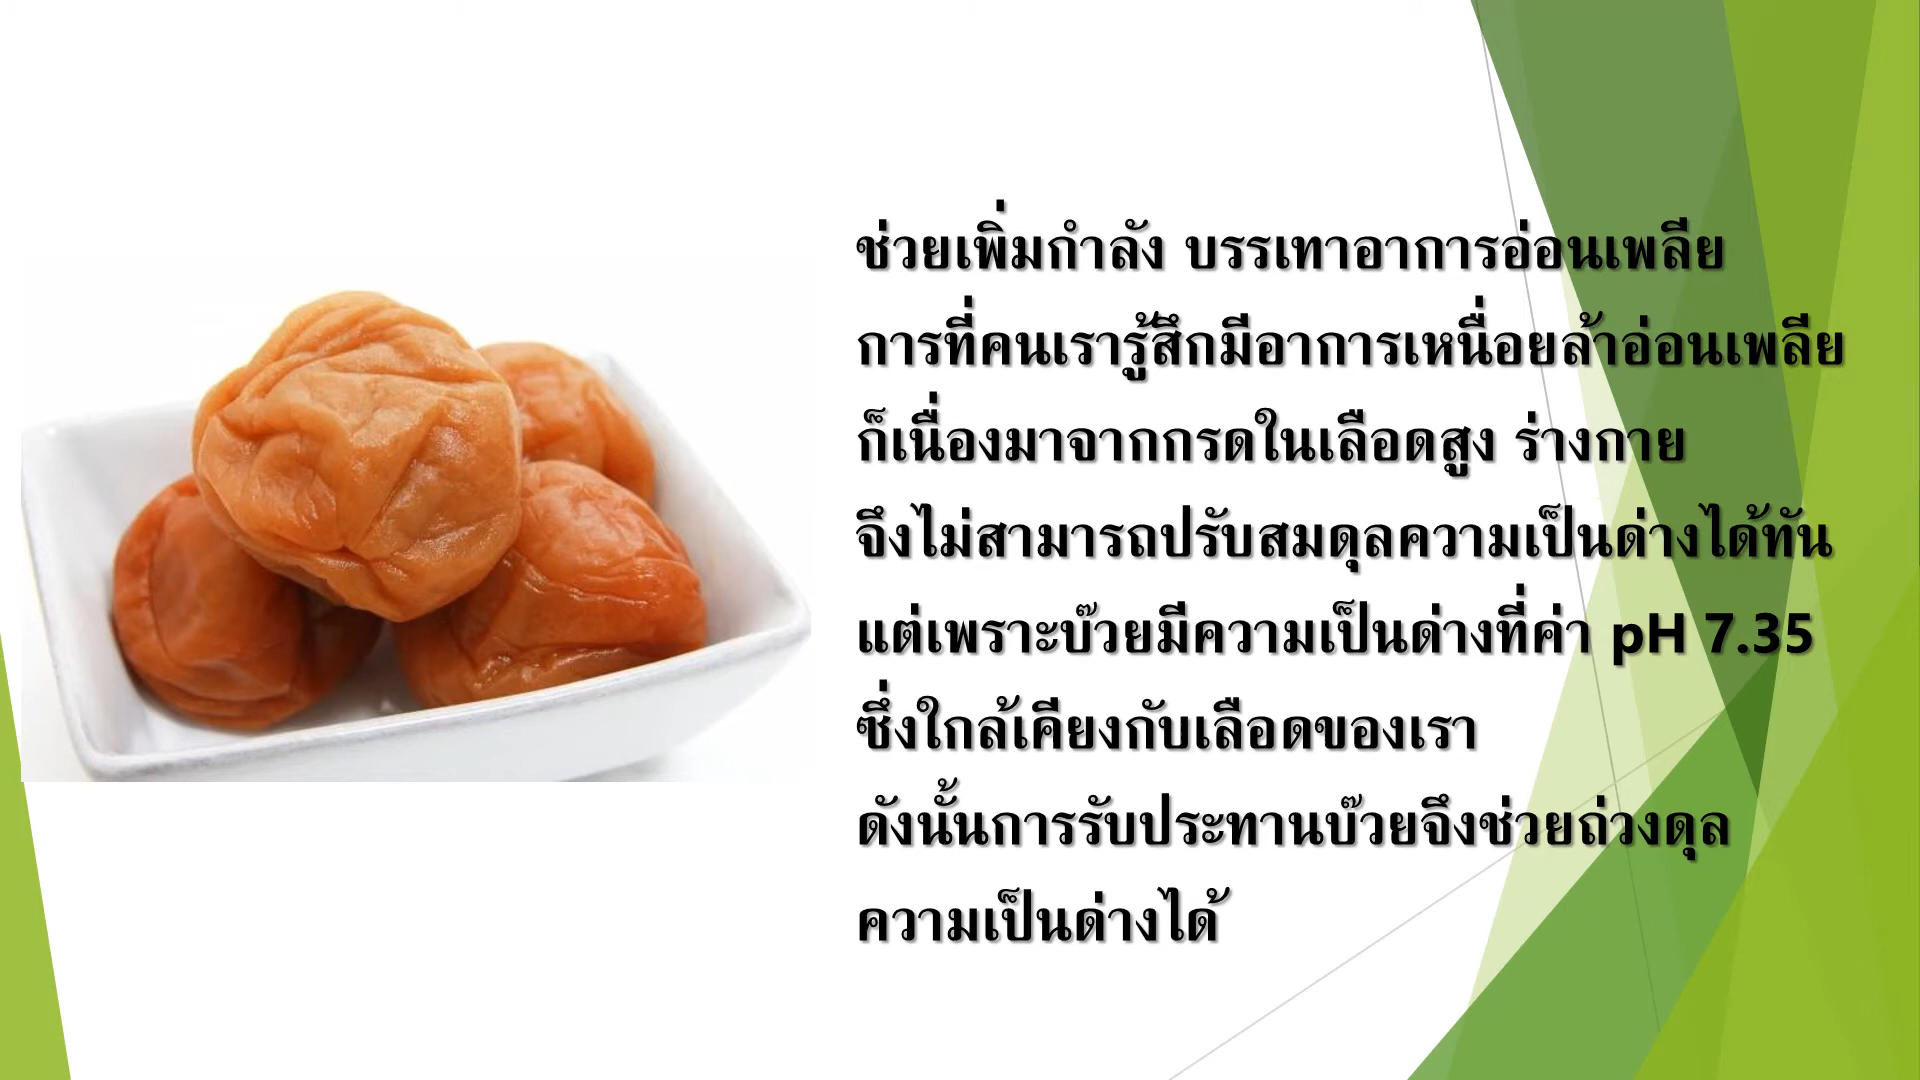 ช่วยเพิ่มกำลัง บรรเทาอาการอ่อนเพลีย
การที่คนเรารู้สึกมีอาการเหนื่อยล้าอ่อนเพลีย
ก็เนื่องมาจากกรดในเลือดสูง ร่างกาย
จึงไม่สามารถปรับสมดุลความเป็นด่างได้ทัน
แต่เพราะบ๊วยมีความเป็นด่างที่ค่า pH 7.35
ซึ่งใกล้เคียงกับเลือดของเรา
ดังนั้นการรับประทานบ๊วยจึงช่วยถ่วงดุล
ความเป็นด่างได้